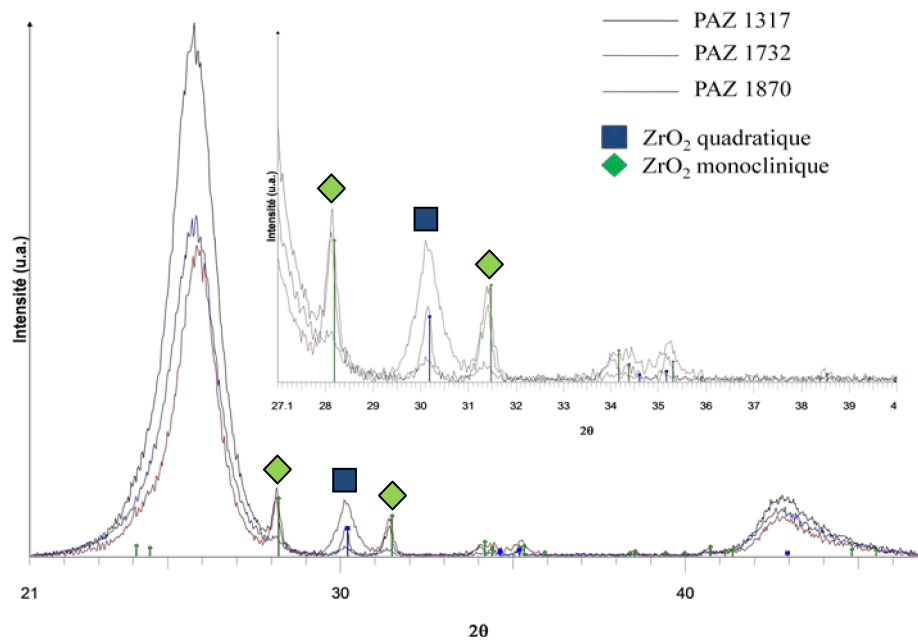 PAZ 1317
PAZ 1732
PAZ 1870
ZrO₂ quadratique
ZrO₂ monoclinique
Intensité (u.a.)
27.1 28 29 30 31 32 33 34 35 36 37 38 39 4
2θ
Intensité (u.a.)
21 30 40
2θ